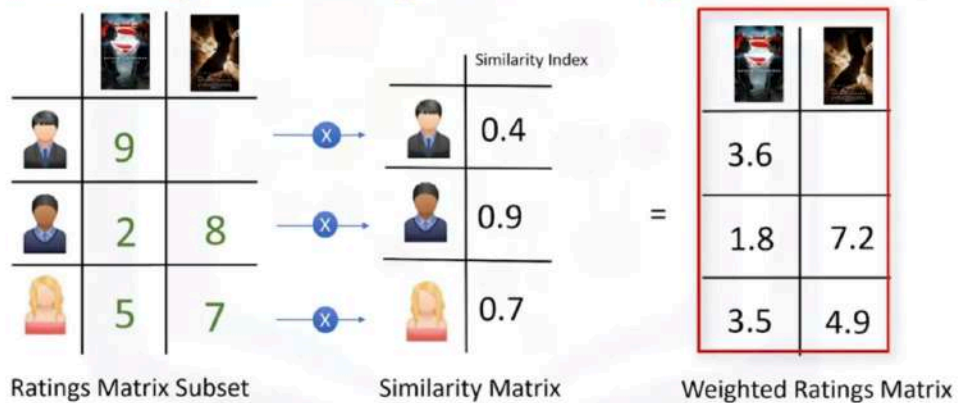 Similarity Index
9
X
0.4
3.6
2
8
X
0.9
=
1.8
7.2
5
7
X
0.7
3.5
4.9
Ratings Matrix Subset
Similarity Matrix
Weighted Ratings Matrix